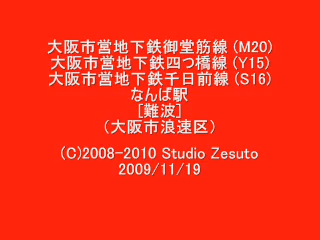 大阪市営地下鉄御堂筋線 (M20)
大阪市営地下鉄四つ橋線 (Y15)
大阪市営地下鉄千日前線 (S16)
なんば駅
[難波]
(大阪市浪速区)
(C)2008-2010 Studio Zesuto
2009/11/19